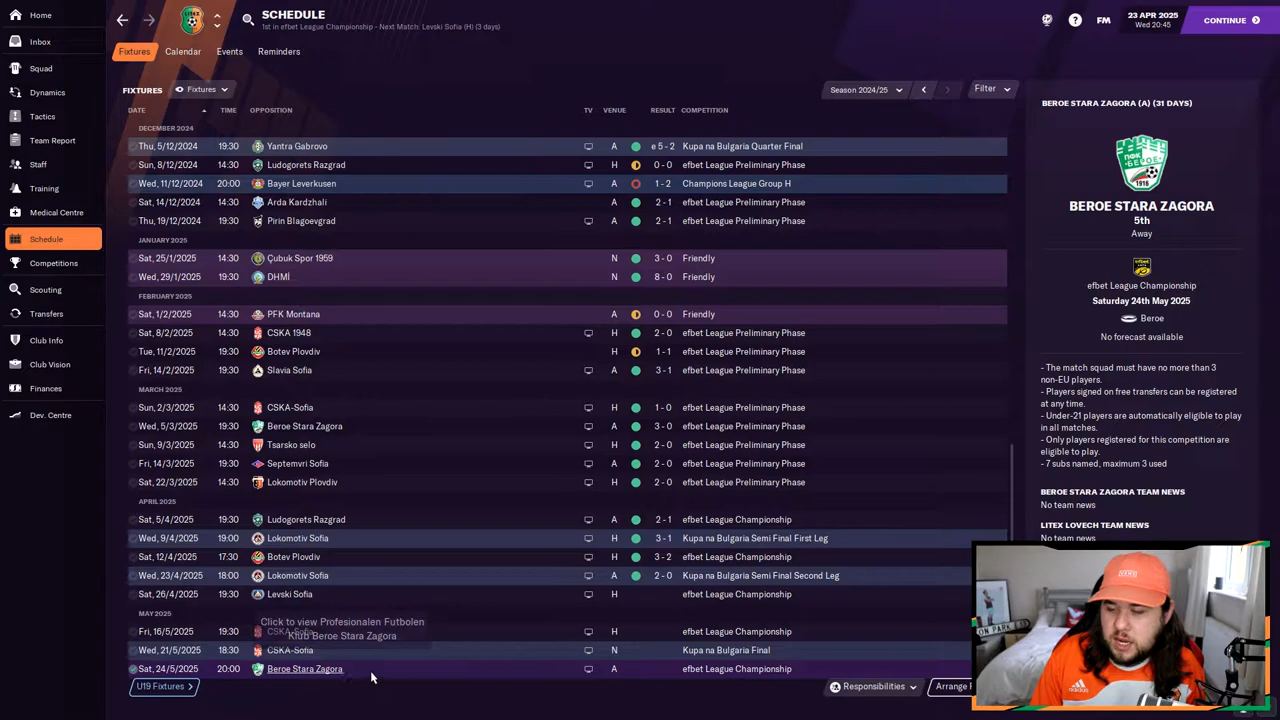 Home
Inbox
Squad
Dynamics
Tactics
Team Report
Staff
Training
Medical Centre
Schedule
Competitions
Scouting
Transfers
Club Info
Club Vision
Finances
Dev. Centre
LITEX
SCHEDULE
1st in efbet League Championship - Next Match: Levski Sofia (H) (3 days)
? FM 23 APR 2025
Wed 20:45
CONTINUE
Fixtures Calendar Events Reminders
FIXTURES Fixtures Season 2024/25 Filter
DATE TIME OPPOSITION TV VENUE RESULT COMPETITION
DECEMBER 2024
Thu, 5/12/2024 19:30 Yantra Gabrovo A e 5 - 2 Kupa na Bulgaria Quarter Final
Sun, 8/12/2024 14:30 Ludogorets Razgrad H 0 - 0 efbet League Preliminary Phase
Wed, 11/12/2024 20:00 Bayer Leverkusen A 1 - 2 Champions League Group H
Sat, 14/12/2024 14:30 Arda Kardzhali A 2 - 1 efbet League Preliminary Phase
Thu, 19/12/2024 19:30 Pirin Blagoevgrad A 2 - 1 efbet League Preliminary Phase
JANUARY 2025
Sat, 25/1/2025 14:30 Çubuk Spor 1959 N 3 - 0 Friendly
Wed, 29/1/2025 19:30 DHMİ N 8 - 0 Friendly
FEBRUARY 2025
Sat, 1/2/2025 14:30 PFK Montana A 0 - 0 Friendly
Sat, 8/2/2025 14:30 CSKA 1948 H 2 - 0 efbet League Preliminary Phase
Tue, 11/2/2025 19:30 Botev Plovdiv H 1 - 1 efbet League Preliminary Phase
Fri, 14/2/2025 19:30 Slavia Sofia A 3 - 1 efbet League Preliminary Phase
MARCH 2025
Sun, 2/3/2025 14:30 CSKA-Sofia H 1 - 0 efbet League Preliminary Phase
Wed, 5/3/2025 19:30 Beroe Stara Zagora A 3 - 0 efbet League Preliminary Phase
Sun, 9/3/2025 14:30 Tsarsko selo H 2 - 0 efbet League Preliminary Phase
Fri, 14/3/2025 19:30 Septemvri Sofia A 2 - 0 efbet League Preliminary Phase
Sat, 22/3/2025 14:30 Lokomotiv Plovdiv H 2 - 0 efbet League Preliminary Phase
APRIL 2025
Sat, 5/4/2025 19:30 Ludogorets Razgrad A 2 - 1 efbet League Championship
Wed, 9/4/2025 19:00 Lokomotiv Sofia H 3 - 1 Kupa na Bulgaria Semi Final First Leg
Sat, 12/4/2025 17:30 Botev Plovdiv H 3 - 2 efbet League Championship
Wed, 23/4/2025 18:00 Lokomotiv Sofia A 2 - 0 Kupa na Bulgaria Semi Final Second Leg
Sat, 26/4/2025 19:30 Levski Sofia H efbet League Championship
MAY 2025
Click to view Profesionalen Futbolen
Klub Beroe Stara Zagora
Fri, 16/5/2025 19:30 CSKA-Sofia H efbet League Championship
Wed, 21/5/2025 18:30 CSKA-Sofia N Kupa na Bulgaria Final
Sat, 24/5/2025 20:00 Beroe Stara Zagora A efbet League Championship
U19 Fixtures Responsibilities Arrange F
BEROE STARA ZAGORA (A) (31 DAYS)
ПФК
БЕРОЕ
1916
BEROE STARA ZAGORA
5th
Away
efbet League Championship
Saturday 24th May 2025
Beroe
No forecast available
- The match squad must have no more than 3
non-EU players.
- Players signed on free transfers can be registered
at any time.
- Under-21 players are automatically eligible to play
in all matches.
- Only players registered for this competition are
eligible to play.
- 7 subs named, maximum 3 used
BEROE STARA ZAGORA TEAM NEWS
No team news
LITEX LOVECH TEAM NEWS
No team news
VANS
adidas